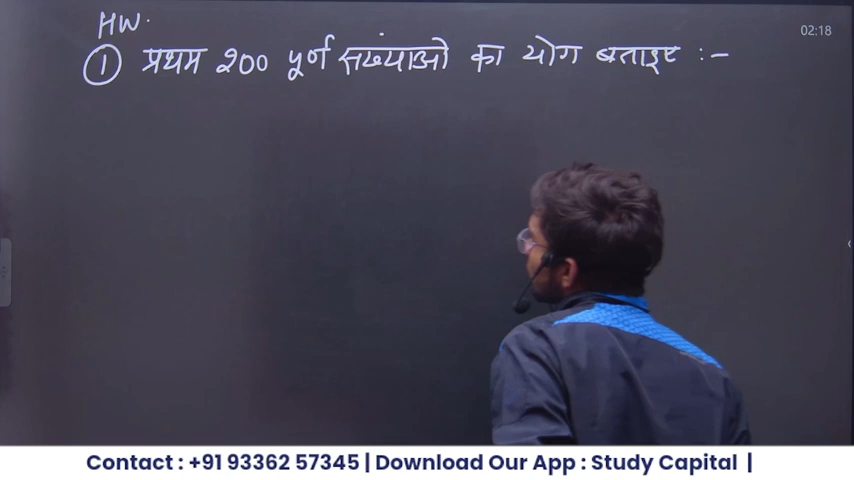 HW.
① प्रथम 200 पूर्ण संख्याओ का योग बताइए :-
02:18
Contact : +91 93362 57345 | Download Our App : Study Capital |